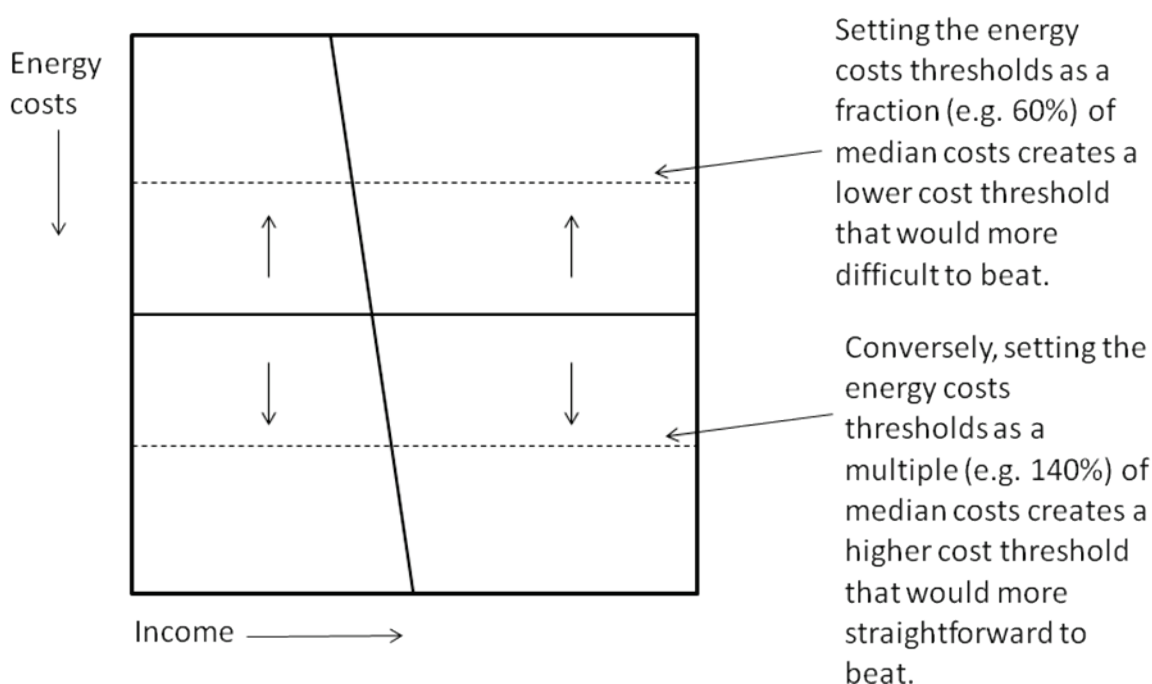 Energy
costs
Setting the energy
costs thresholds as a
fraction (e.g. 60%) of
median costs creates a
lower cost threshold
that would more
difficult to beat.
Conversely, setting the
energy costs
thresholds as a
multiple (e.g. 140%) of
median costs creates a
higher cost threshold
that would more
straightforward to
beat.
Income